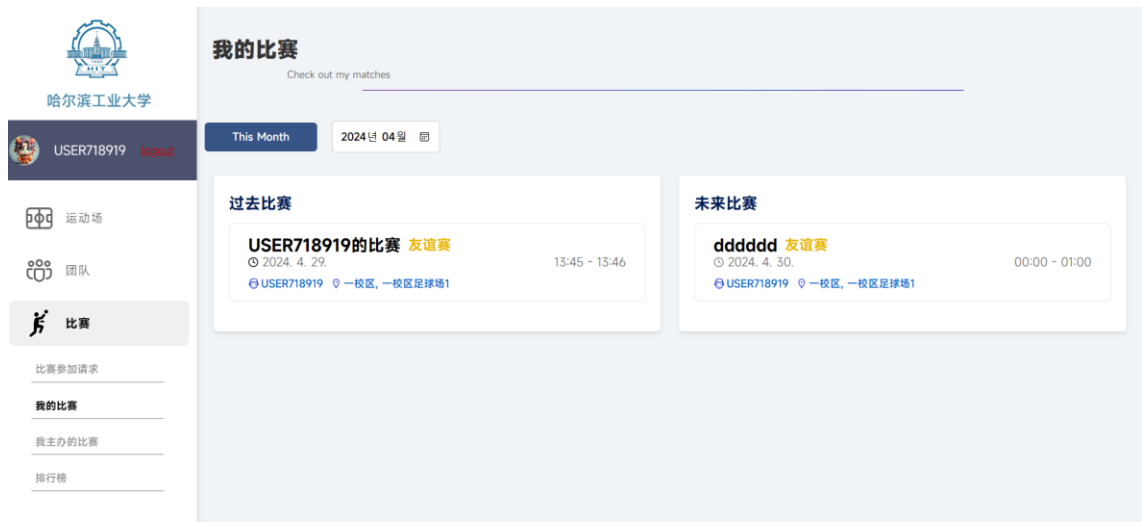 HIT
哈尔滨工业大学
USER718919 logout
运动场
团队
比赛
比赛参加请求
我的比赛
我主办的比赛
排行榜
我的比赛
Check out my matches
This Month
2024년 04월
过去比赛
USER718919的比赛 友谊赛
2024. 4. 29.
13:45 - 13:46
USER718919 一校区, 一校区足球场1
未来比赛
dddddd 友谊赛
2024. 4. 30.
00:00 - 01:00
USER718919 一校区, 一校区足球场1